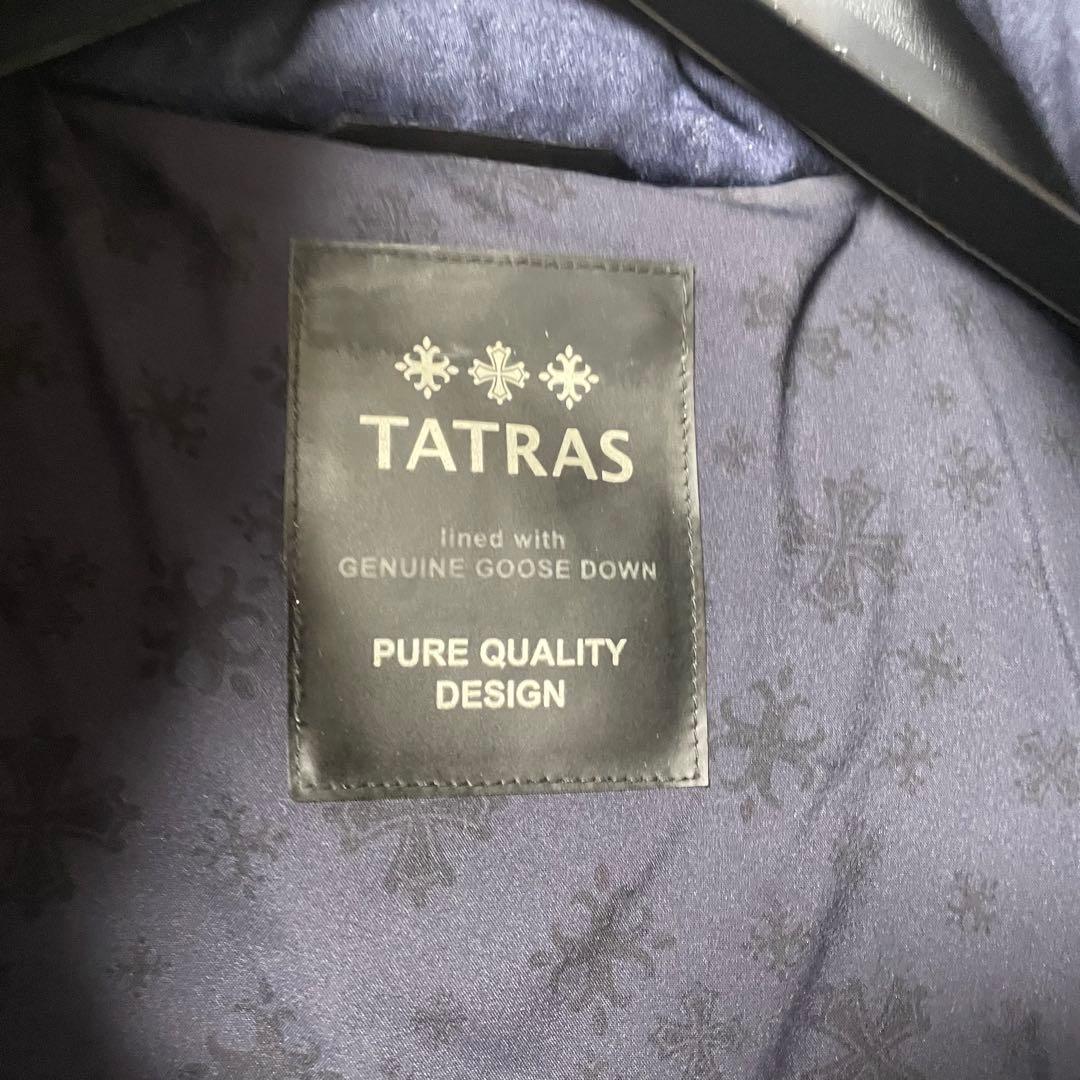 TATRAS
lined with
GENUINE GOOSE DOWN
PURE QUALITY
DESIGN